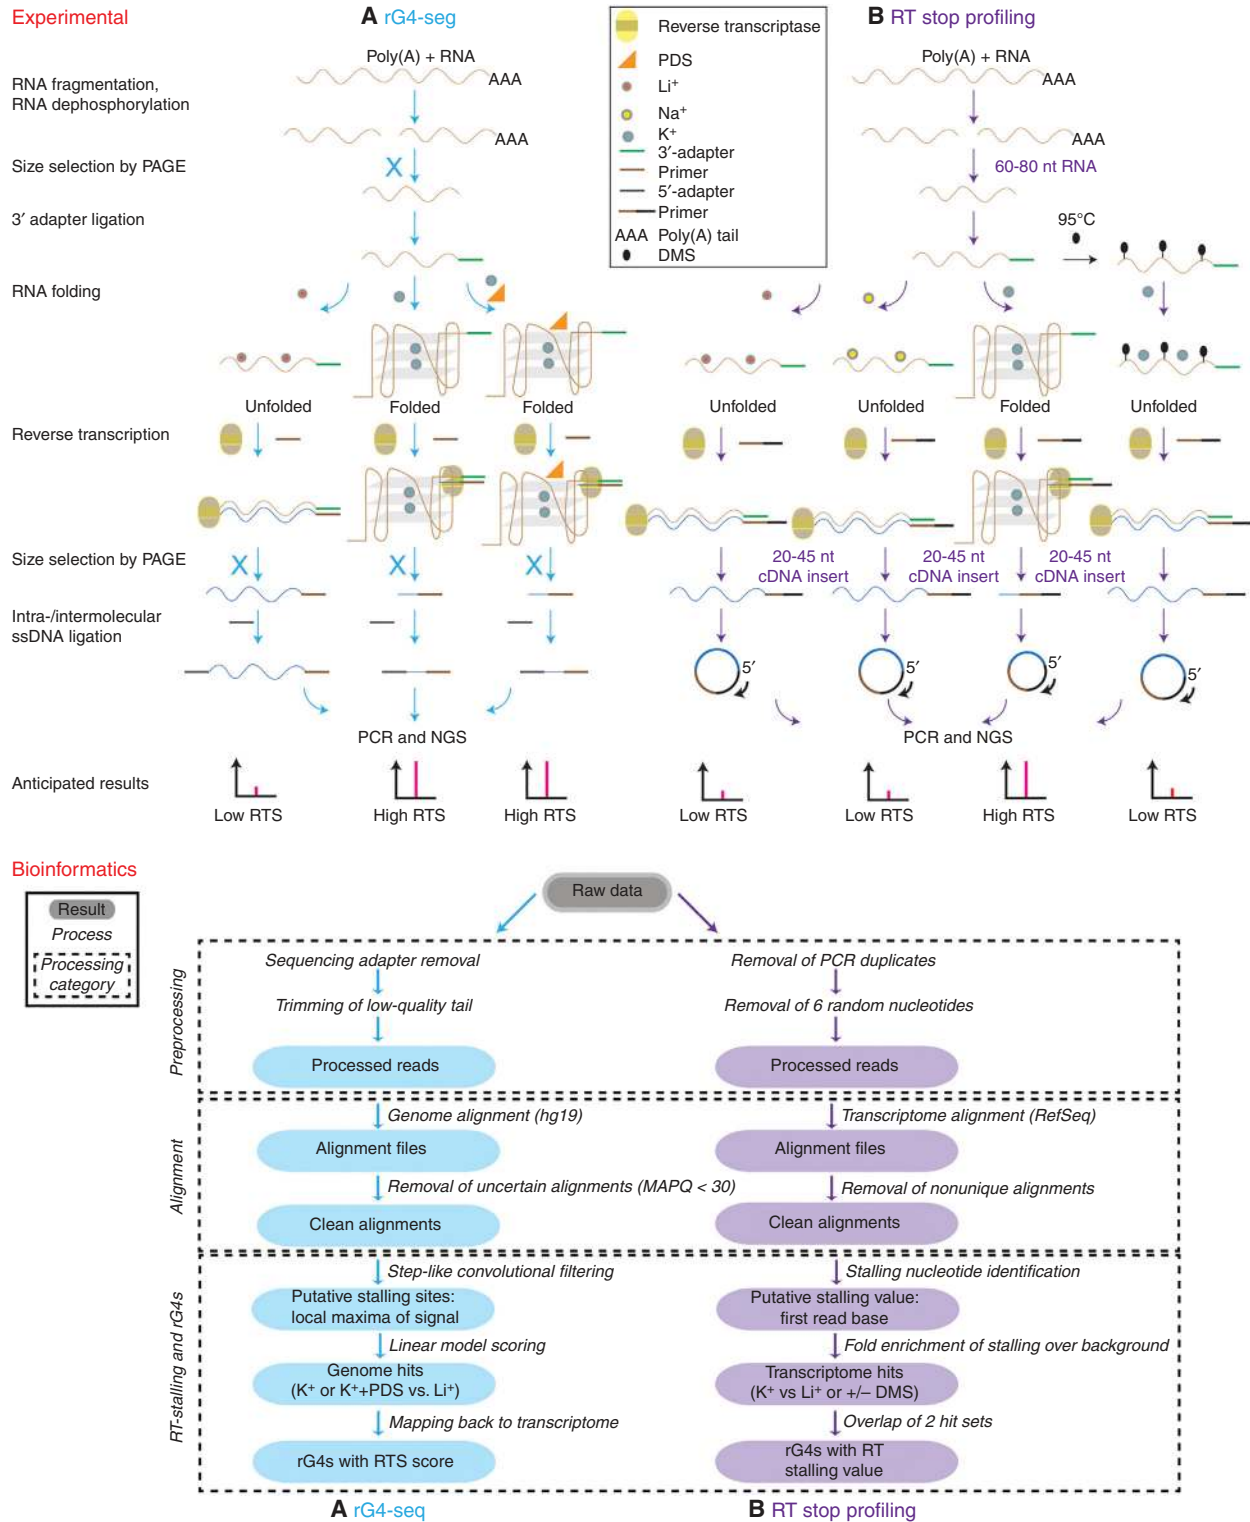 Experimental
A rG4-seg
B RT stop profiling
Reverse transcriptase
PDS
Li+
Na+
K+
3′-adapter
Primer
5′-adapter
Primer
AAA Poly(A) tail
DMS
RNA fragmentation,
RNA dephosphorylation
Poly(A) + RNA
AAA
AAA
Poly(A) + RNA
AAA
AAA
Size selection by PAGE
X
60-80 nt RNA
3′ adapter ligation
95°C
RNA folding
Unfolded
Folded
Folded
Unfolded
Unfolded
Folded
Unfolded
Reverse transcription
Size selection by PAGE
X
X
X
20-45 nt
cDNA insert
20-45 nt
cDNA insert
20-45 nt
cDNA insert
Intra-/intermolecular
ssDNA ligation
5′
5′
5′
5′
PCR and NGS
PCR and NGS
Anticipated results
Low RTS
High RTS
High RTS
Low RTS
Low RTS
High RTS
Low RTS
Bioinformatics
Result
Process
Processing
category
Raw data
Preprocessing
Sequencing adapter removal
Trimming of low-quality tail
Processed reads
Removal of PCR duplicates
Removal of 6 random nucleotides
Processed reads
Alignment
Genome alignment (hg19)
Alignment files
Removal of uncertain alignments (MAPQ < 30)
Clean alignments
Transcriptome alignment (RefSeq)
Alignment files
Removal of nonunique alignments
Clean alignments
RT-stalling and rG4s
Step-like convolutional filtering
Putative stalling sites:
local maxima of signal
Linear model scoring
Genome hits
(K+ or K++PDS vs. Li+)
Mapping back to transcriptome
rG4s with RTS score
Stalling nucleotide identification
Putative stalling value:
first read base
Fold enrichment of stalling over background
Transcriptome hits
(K+ vs Li+ or +/− DMS)
Overlap of 2 hit sets
rG4s with RT
stalling value
A rG4-seq
B RT stop profiling